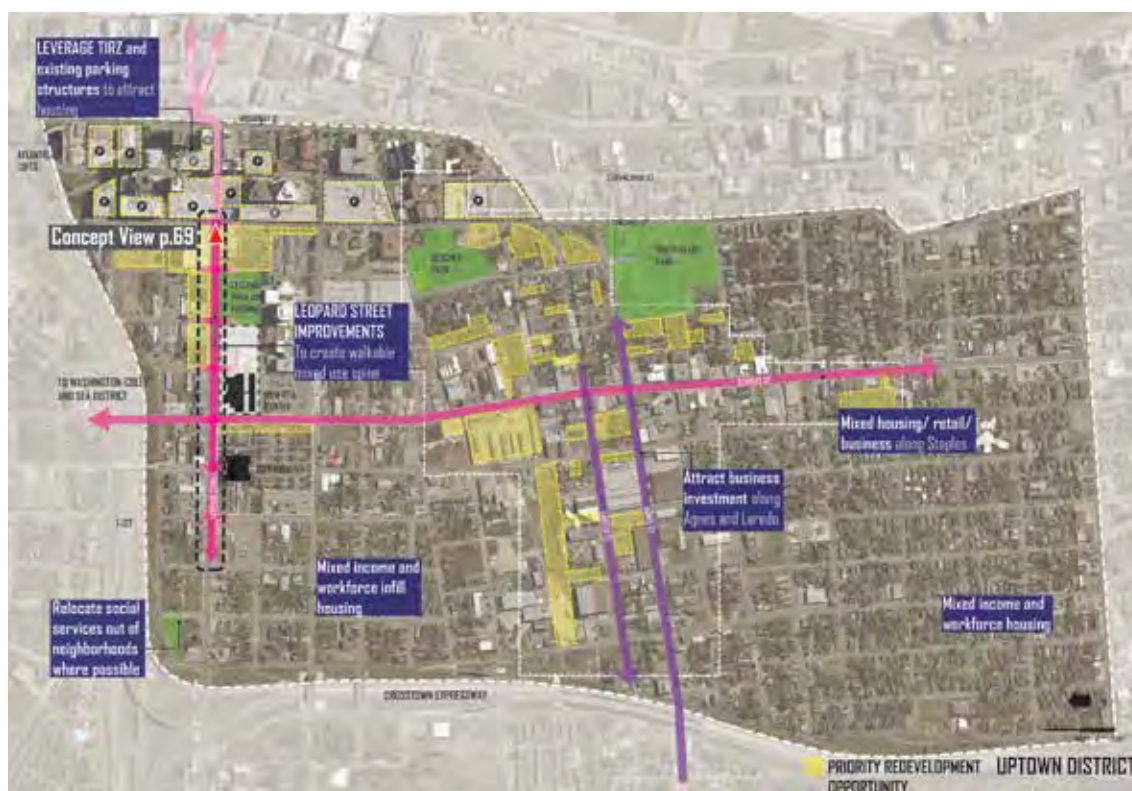 LEVERAGE TIRZ and
existing parking
structures to attract
housing
Concept View p.69
LEOPARD STREET
IMPROVEMENTS
To create walkable
mixed use spine
TO WASHINGTON-COLE
AND SEA DISTRICT
Mixed housing/ retail/
business along Staples
Attract business
investment along
Agnes and Laredo
I-37
Mixed income and
workforce infill
housing
Relocate social
services out of
neighborhoods
where possible
Mixed income and
workforce housing
CROSSTOWN EXPRESSWAY
PRIORITY REDEVELOPMENT
OPPORTUNITY
UPTOWN DISTRICT